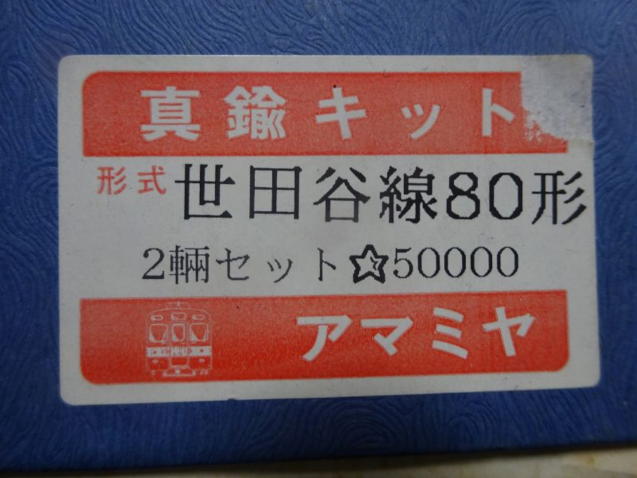 真鍮キット
形式 世田谷線80形
2輛セット☆50000
アマミヤ